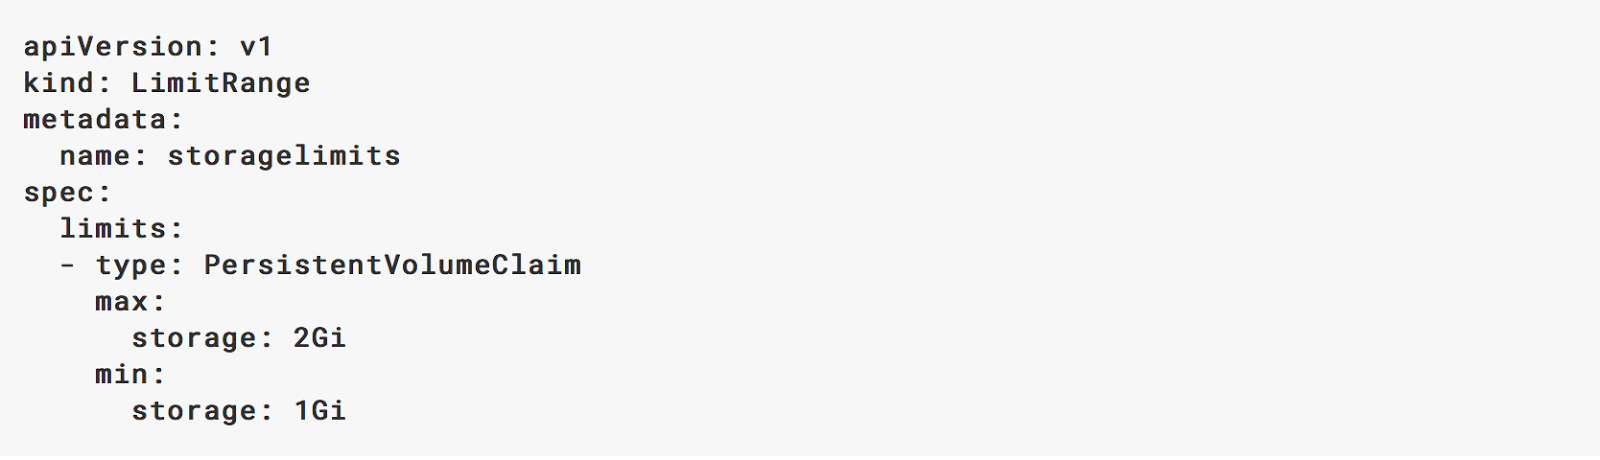 apiVersion: v1
kind: LimitRange
metadata:
  name: storagelimits
spec:
  limits:
  - type: PersistentVolumeClaim
    max:
      storage: 2Gi
    min:
      storage: 1Gi